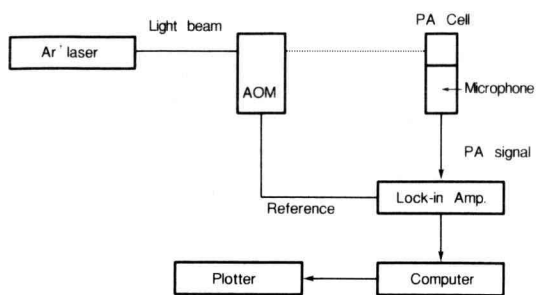 Light beam
PA Cell
Ar⁺ laser
AOM
Microphone
PA signal
Reference
Lock-in Amp.
Plotter
Computer